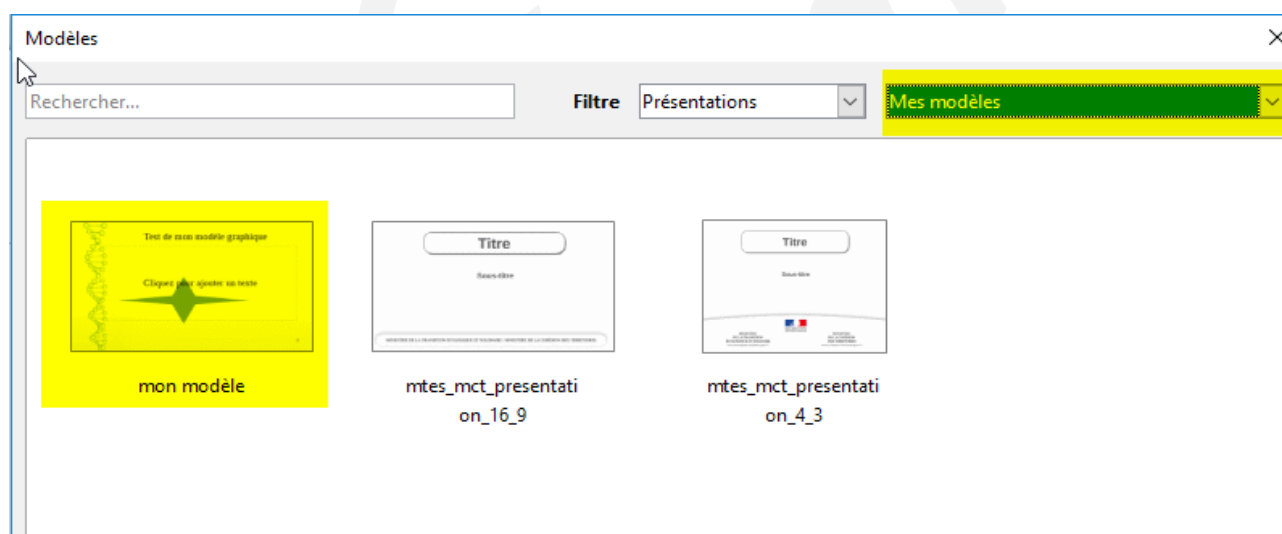 Modèles
Rechercher...
Filtre
Présentations
Mes modèles
Test de mon modèle graphique
Cliquez pour ajouter un texte
Titre
Sous-titre
Titre
Sous-titre
mon modèle
mtes_mct_presentati
on_16_9
mtes_mct_presentati
on_4_3